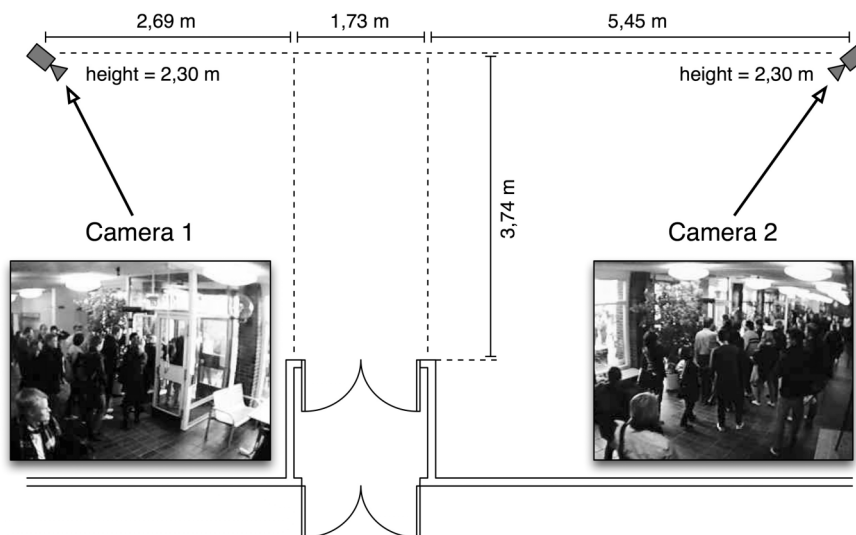 2,69 m
1,73 m
5,45 m
height = 2,30 m
height = 2,30 m
3,74 m
Camera 1
Camera 2